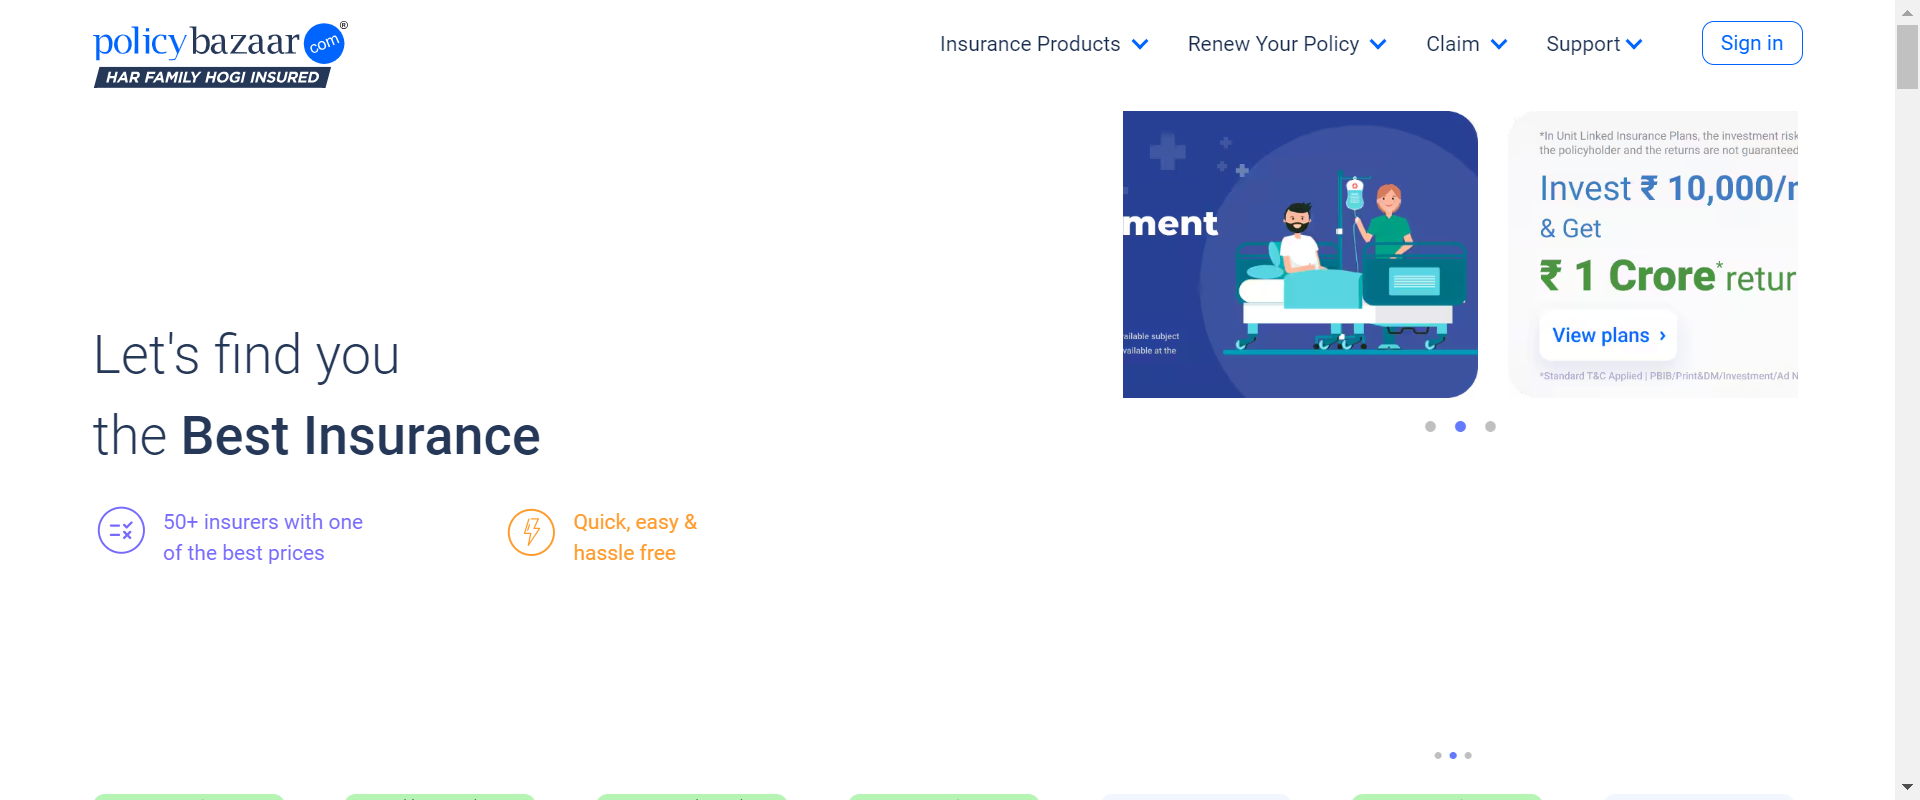 policybazaar com ®
HAR FAMILY HOGI INSURED
Insurance Products
Renew Your Policy
Claim
Support
Sign in
ment
ailable subject
vailable at the
*In Unit Linked Insurance Plans, the investment risk
the policyholder and the returns are not guaranteed
Invest ₹ 10,000/
& Get
₹ 1 Crore* retur
View plans ›
*Standard T&C Applied | PBIB/Print&DM/Investment/Ad N
Let's find you
the Best Insurance
50+ insurers with one
of the best prices
Quick, easy &
hassle free